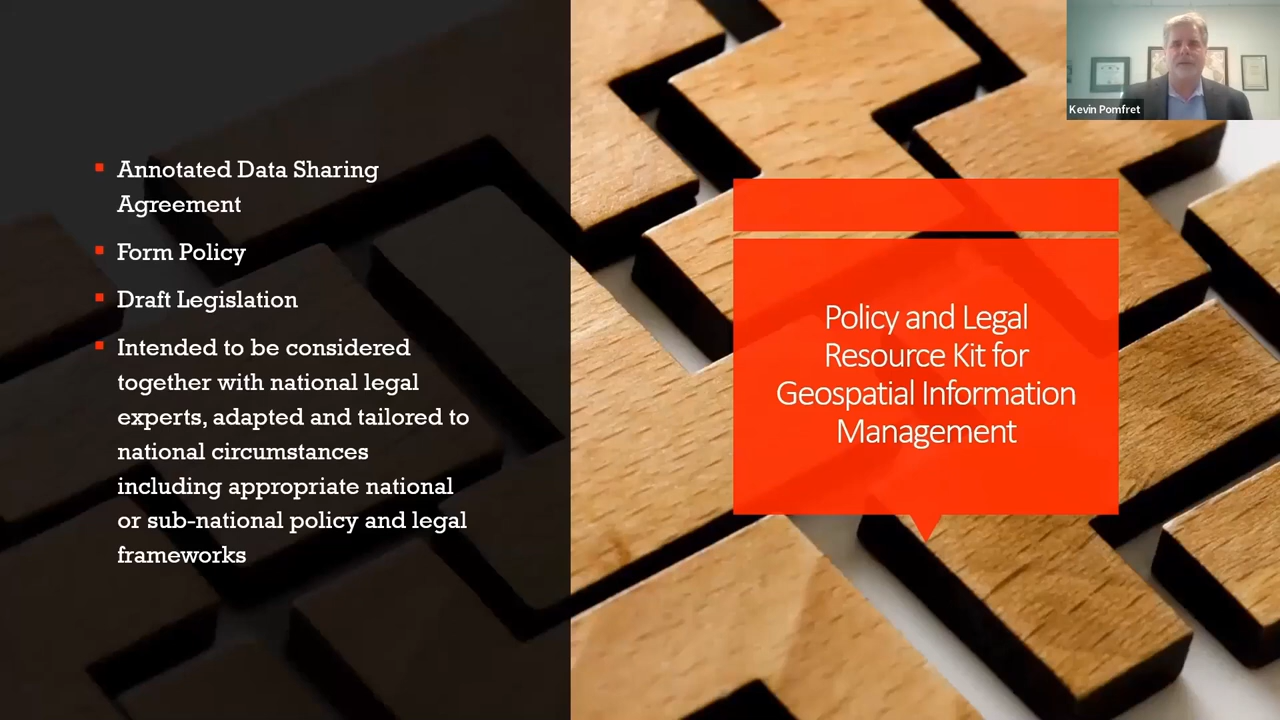 Annotated Data Sharing
Agreement
Form Policy
Draft Legislation
Intended to be considered
together with national legal
experts, adapted and tailored to
national circumstances
including appropriate national
or sub-national policy and legal
frameworks
Policy and Legal
Resource Kit for
Geospatial Information
Management
Kevin Pomfret